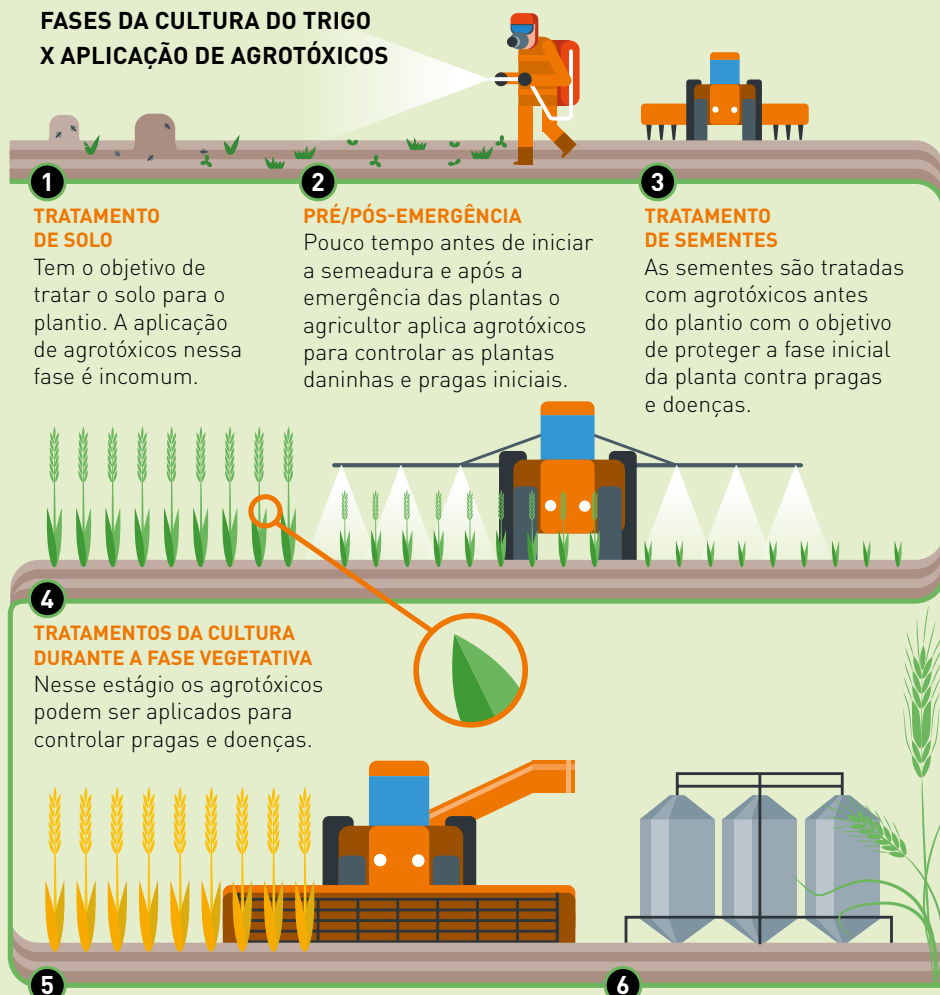 FASES DA CULTURA DO TRIGO
X APLICAÇÃO DE AGROTÓXICOS
1
TRATAMENTO
DE SOLO
Tem o objetivo de
tratar o solo para o
plantio. A aplicação
de agrotóxicos nessa
fase é incomum.
2
PRÉ/PÓS-EMERGÊNCIA
Pouco tempo antes de iniciar
a semeadura e após a
emergência das plantas o
agricultor aplica agrotóxicos
para controlar as plantas
daninhas e pragas iniciais.
3
TRATAMENTO
DE SEMENTES
As sementes são tratadas
com agrotóxicos antes
do plantio com o objetivo
de proteger a fase inicial
da planta contra pragas
e doenças.
4
TRATAMENTOS DA CULTURA
DURANTE A FASE VEGETATIVA
Nesse estágio os agrotóxicos
podem ser aplicados para
controlar pragas e doenças.
5
6